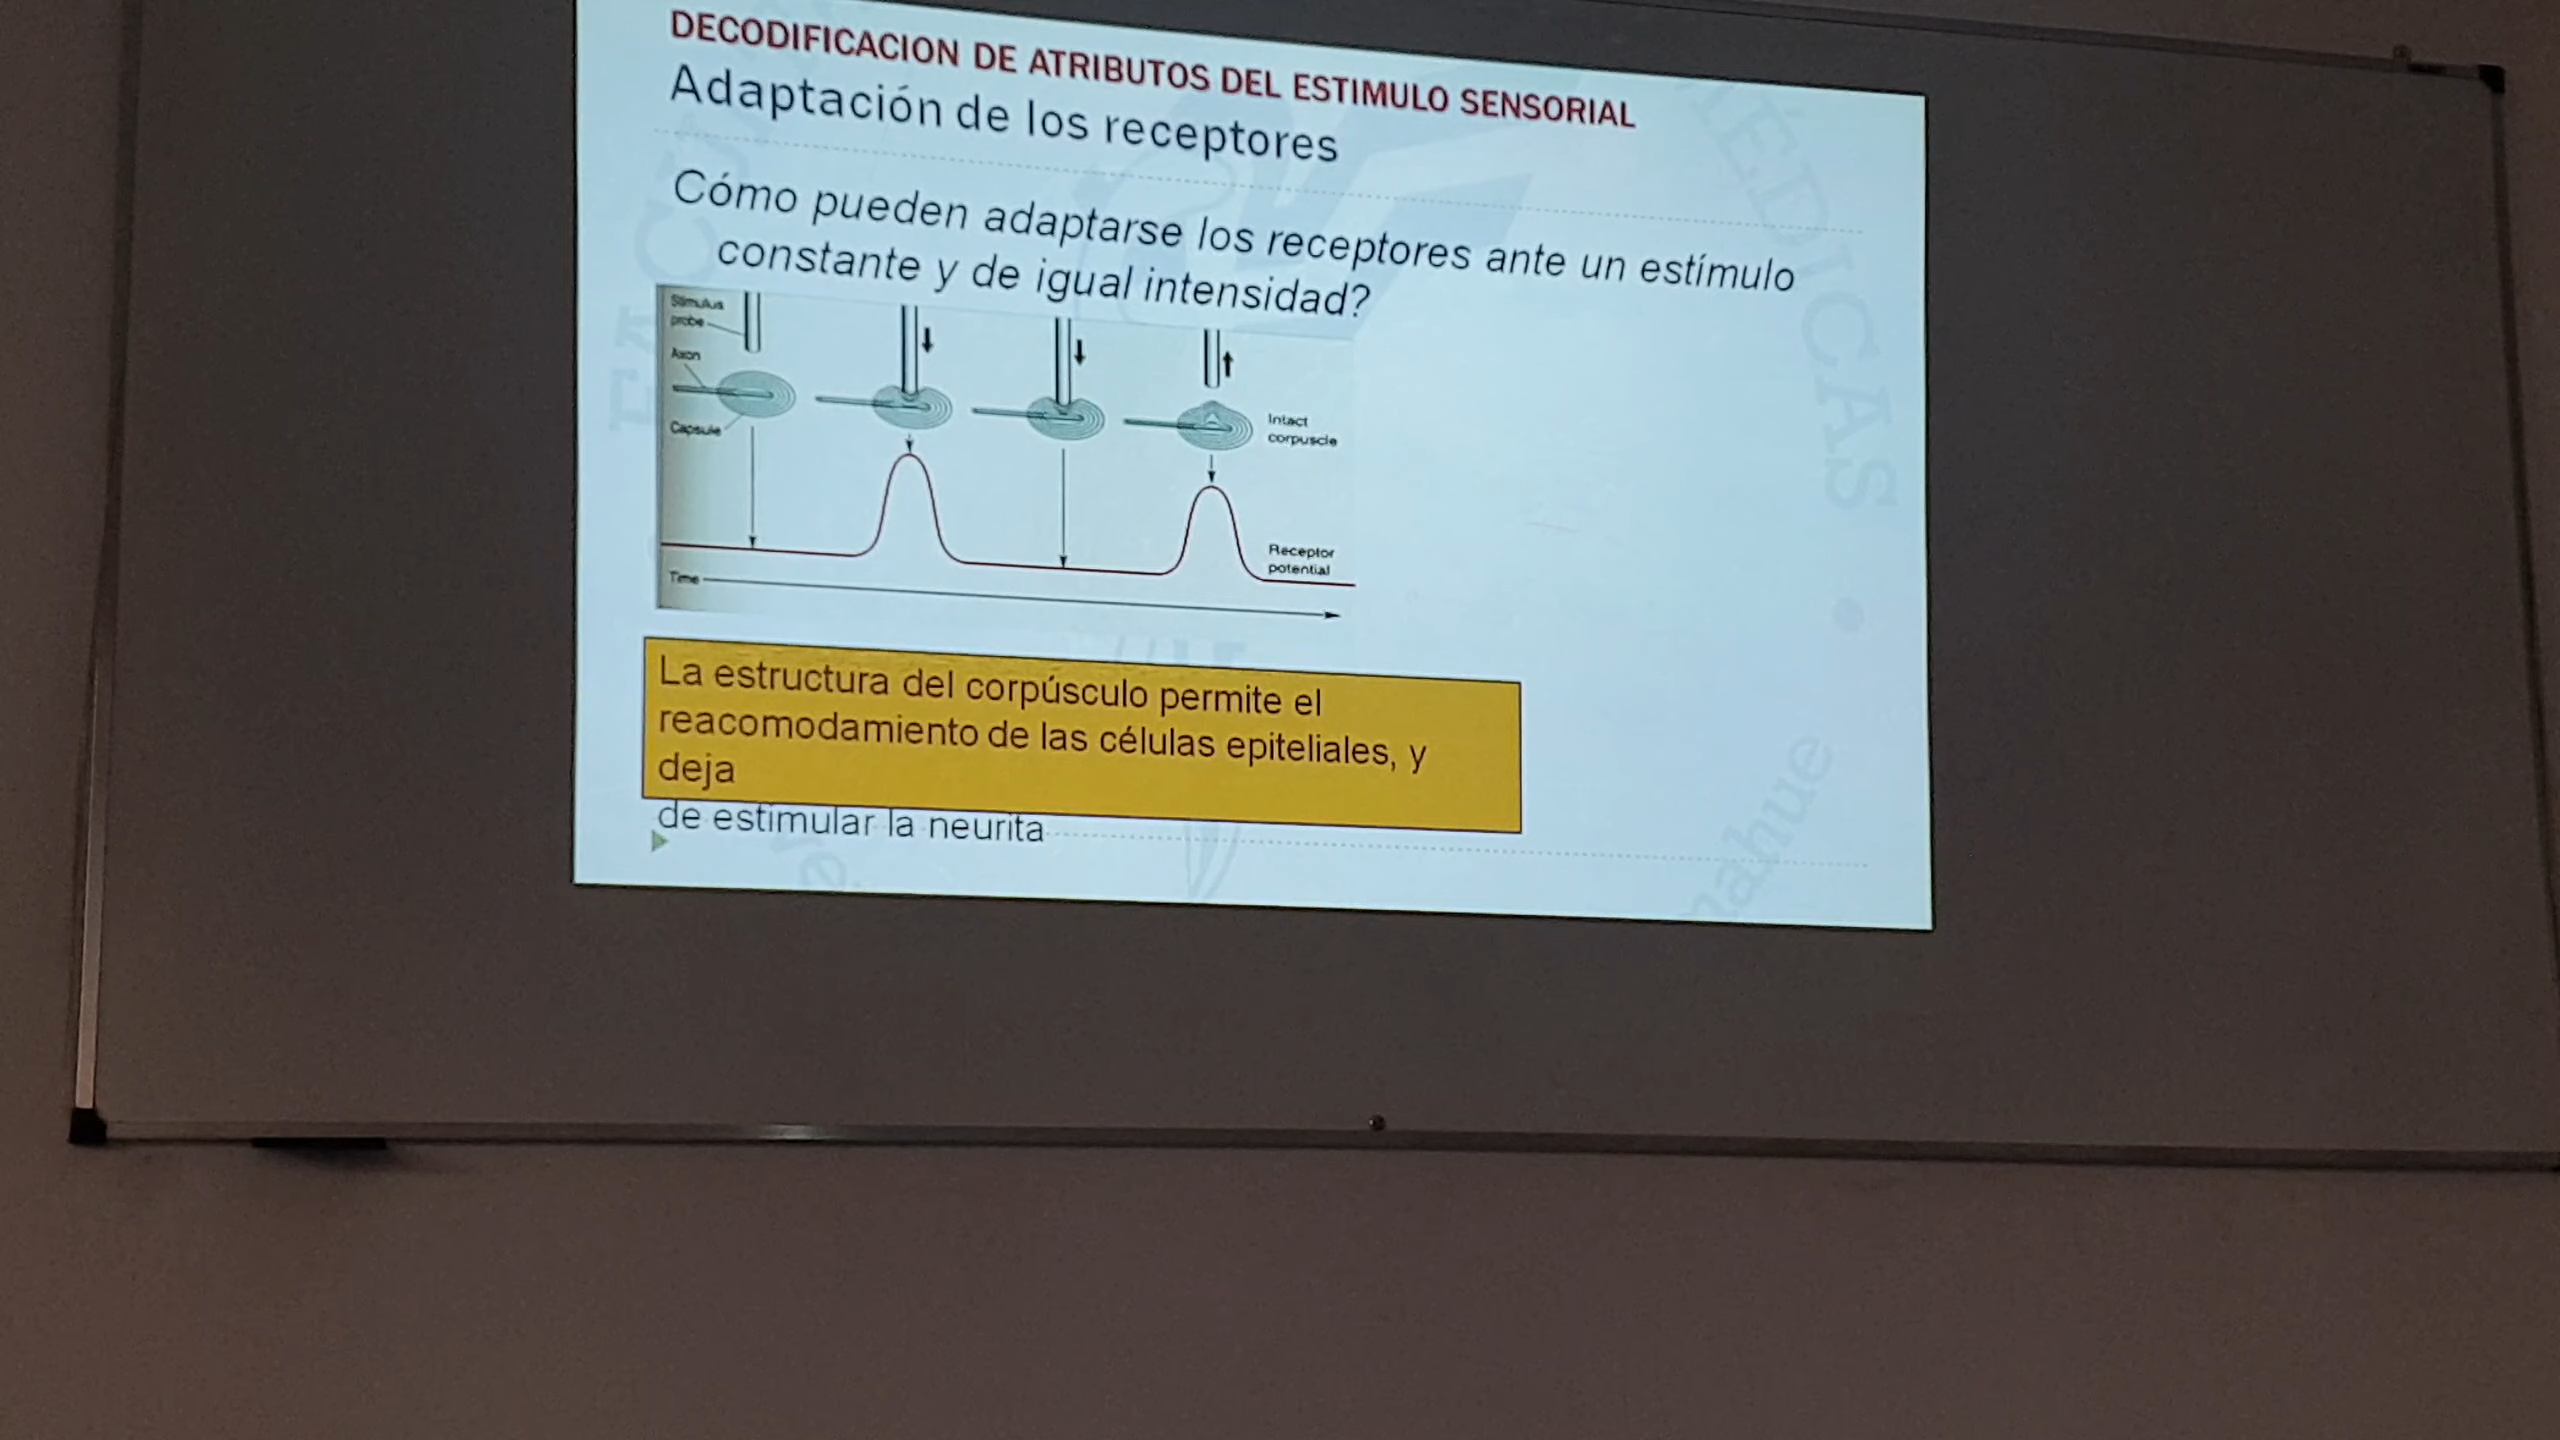 DECODIFICACION DE ATRIBUTOS DEL ESTIMULO SENSORIAL
Adaptación de los receptores
Cómo pueden adaptarse los receptores ante un estímulo
constante y de igual intensidad?
Stimulus
probe
Axon
Capsule
Intact
corpuscle
Receptor
potential
Time
La estructura del corpúsculo permite el
reacomodamiento de las células epiteliales, y
deja
de estimular la neurita
ÉDICAS
mahue